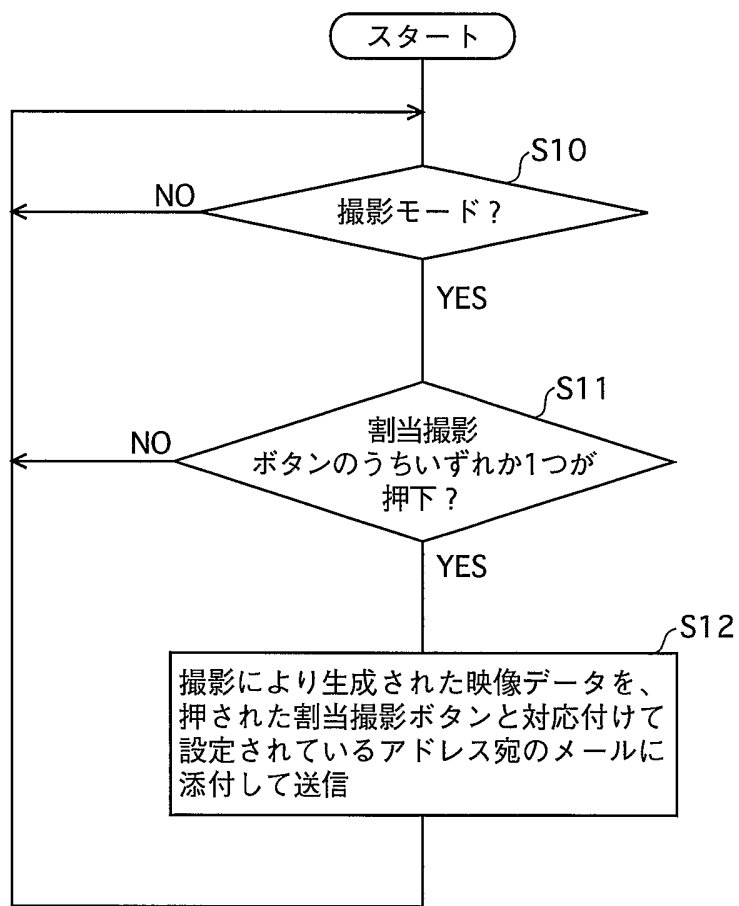 スタート
S10
NO
撮影モード?
YES
S11
NO
割当撮影
ボタンのうちいずれか1つが
押下?
YES
S12
撮影により生成された映像データを、
押された割当撮影ボタンと対応付けて
設定されているアドレス宛のメールに
添付して送信